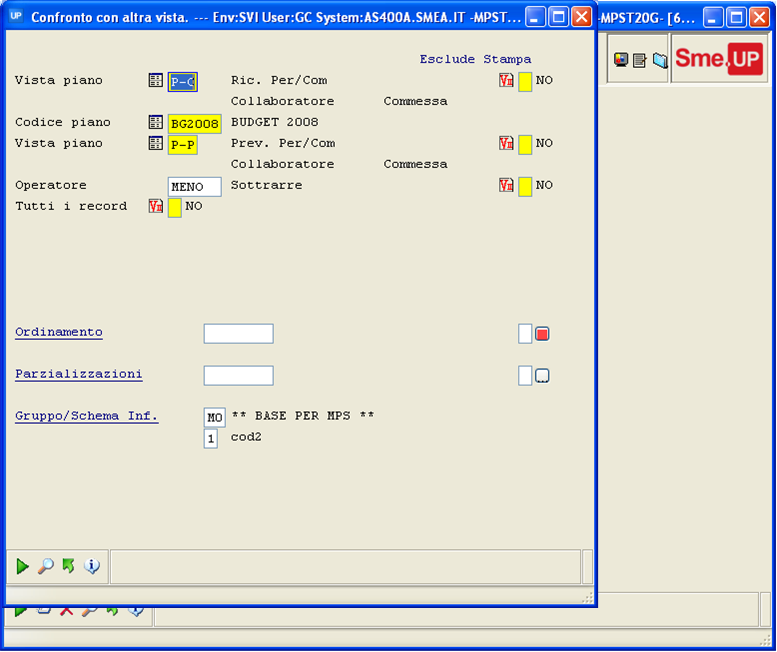 UP Confronto con altra vista. --- Env:SVI User:GC System:AS400A.SMEA.IT -MPST...
-MPST20G- [6...
Sme.UP
Esclude Stampa
Vista piano P-C Ric. Per/Com V NO
Collaboratore Commessa
Codice piano BG2008 BUDGET 2008
Vista piano P-P Prev. Per/Com V NO
Collaboratore Commessa
Operatore MENO Sottrarre V NO
Tutti i record V NO
Ordinamento
Parzializzazioni
Gruppo/Schema Inf. MO ** BASE PER MPS **
1 cod2